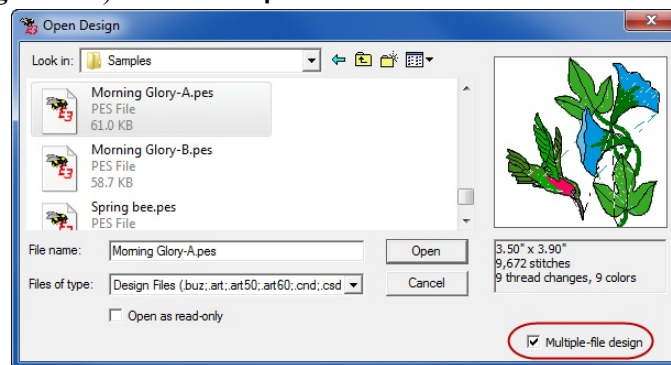 Open Design
Look in: Samples
Morning Glory-A.pes
PES File
61.0 KB
Morning Glory-B.pes
PES File
58.7 KB
Spring bee.pes
PES File
File name: Morning Glory-A.pes Open
Files of type: Design Files (.buz;.art;.art50;.art60;.cnd;.csd Cancel
Open as read-only
3.50" x 3.90"
9,672 stitches
9 thread changes, 9 colors
Multiple-file design